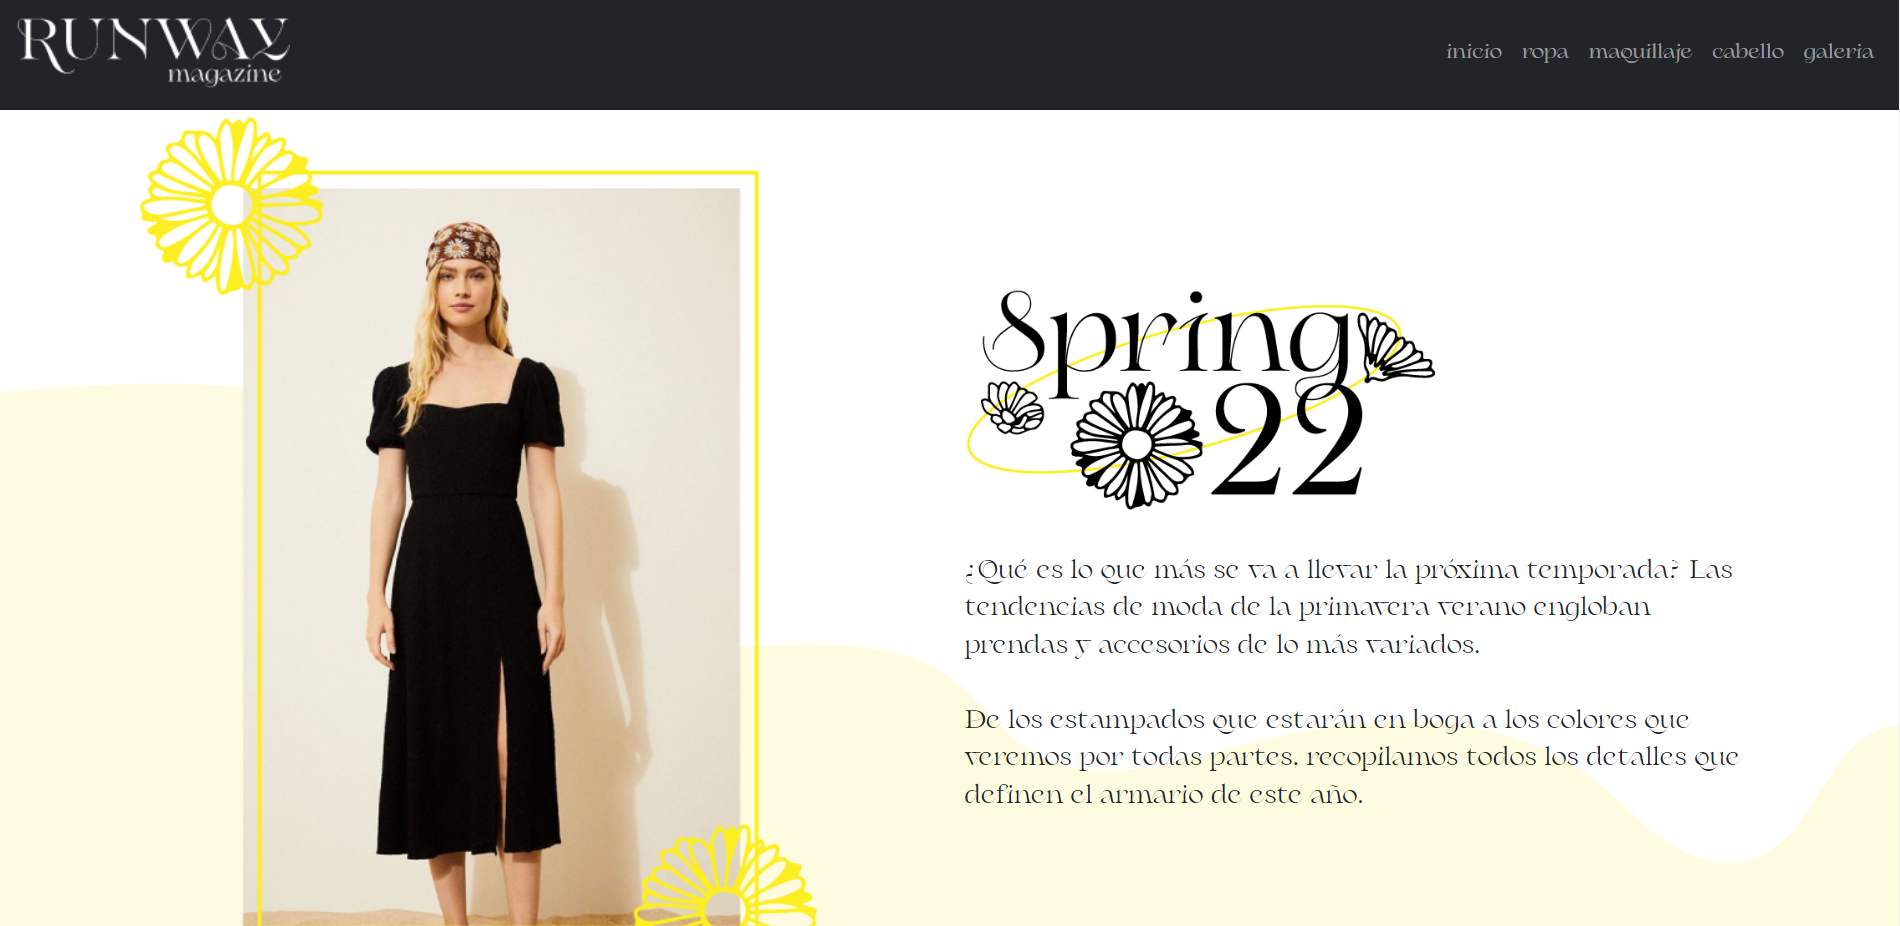 RUNWAY
magazine
inicio ropa maquillaje cabello galeria
Spring
22
¿Qué es lo que más se va a llevar la próxima temporada? Las
tendencias de moda de la primavera verano engloban
prendas y accesorios de lo más variados.
De los estampados que estarán en boga a los colores que
veremos por todas partes, recopilamos todos los detalles que
definen el armario de este año.